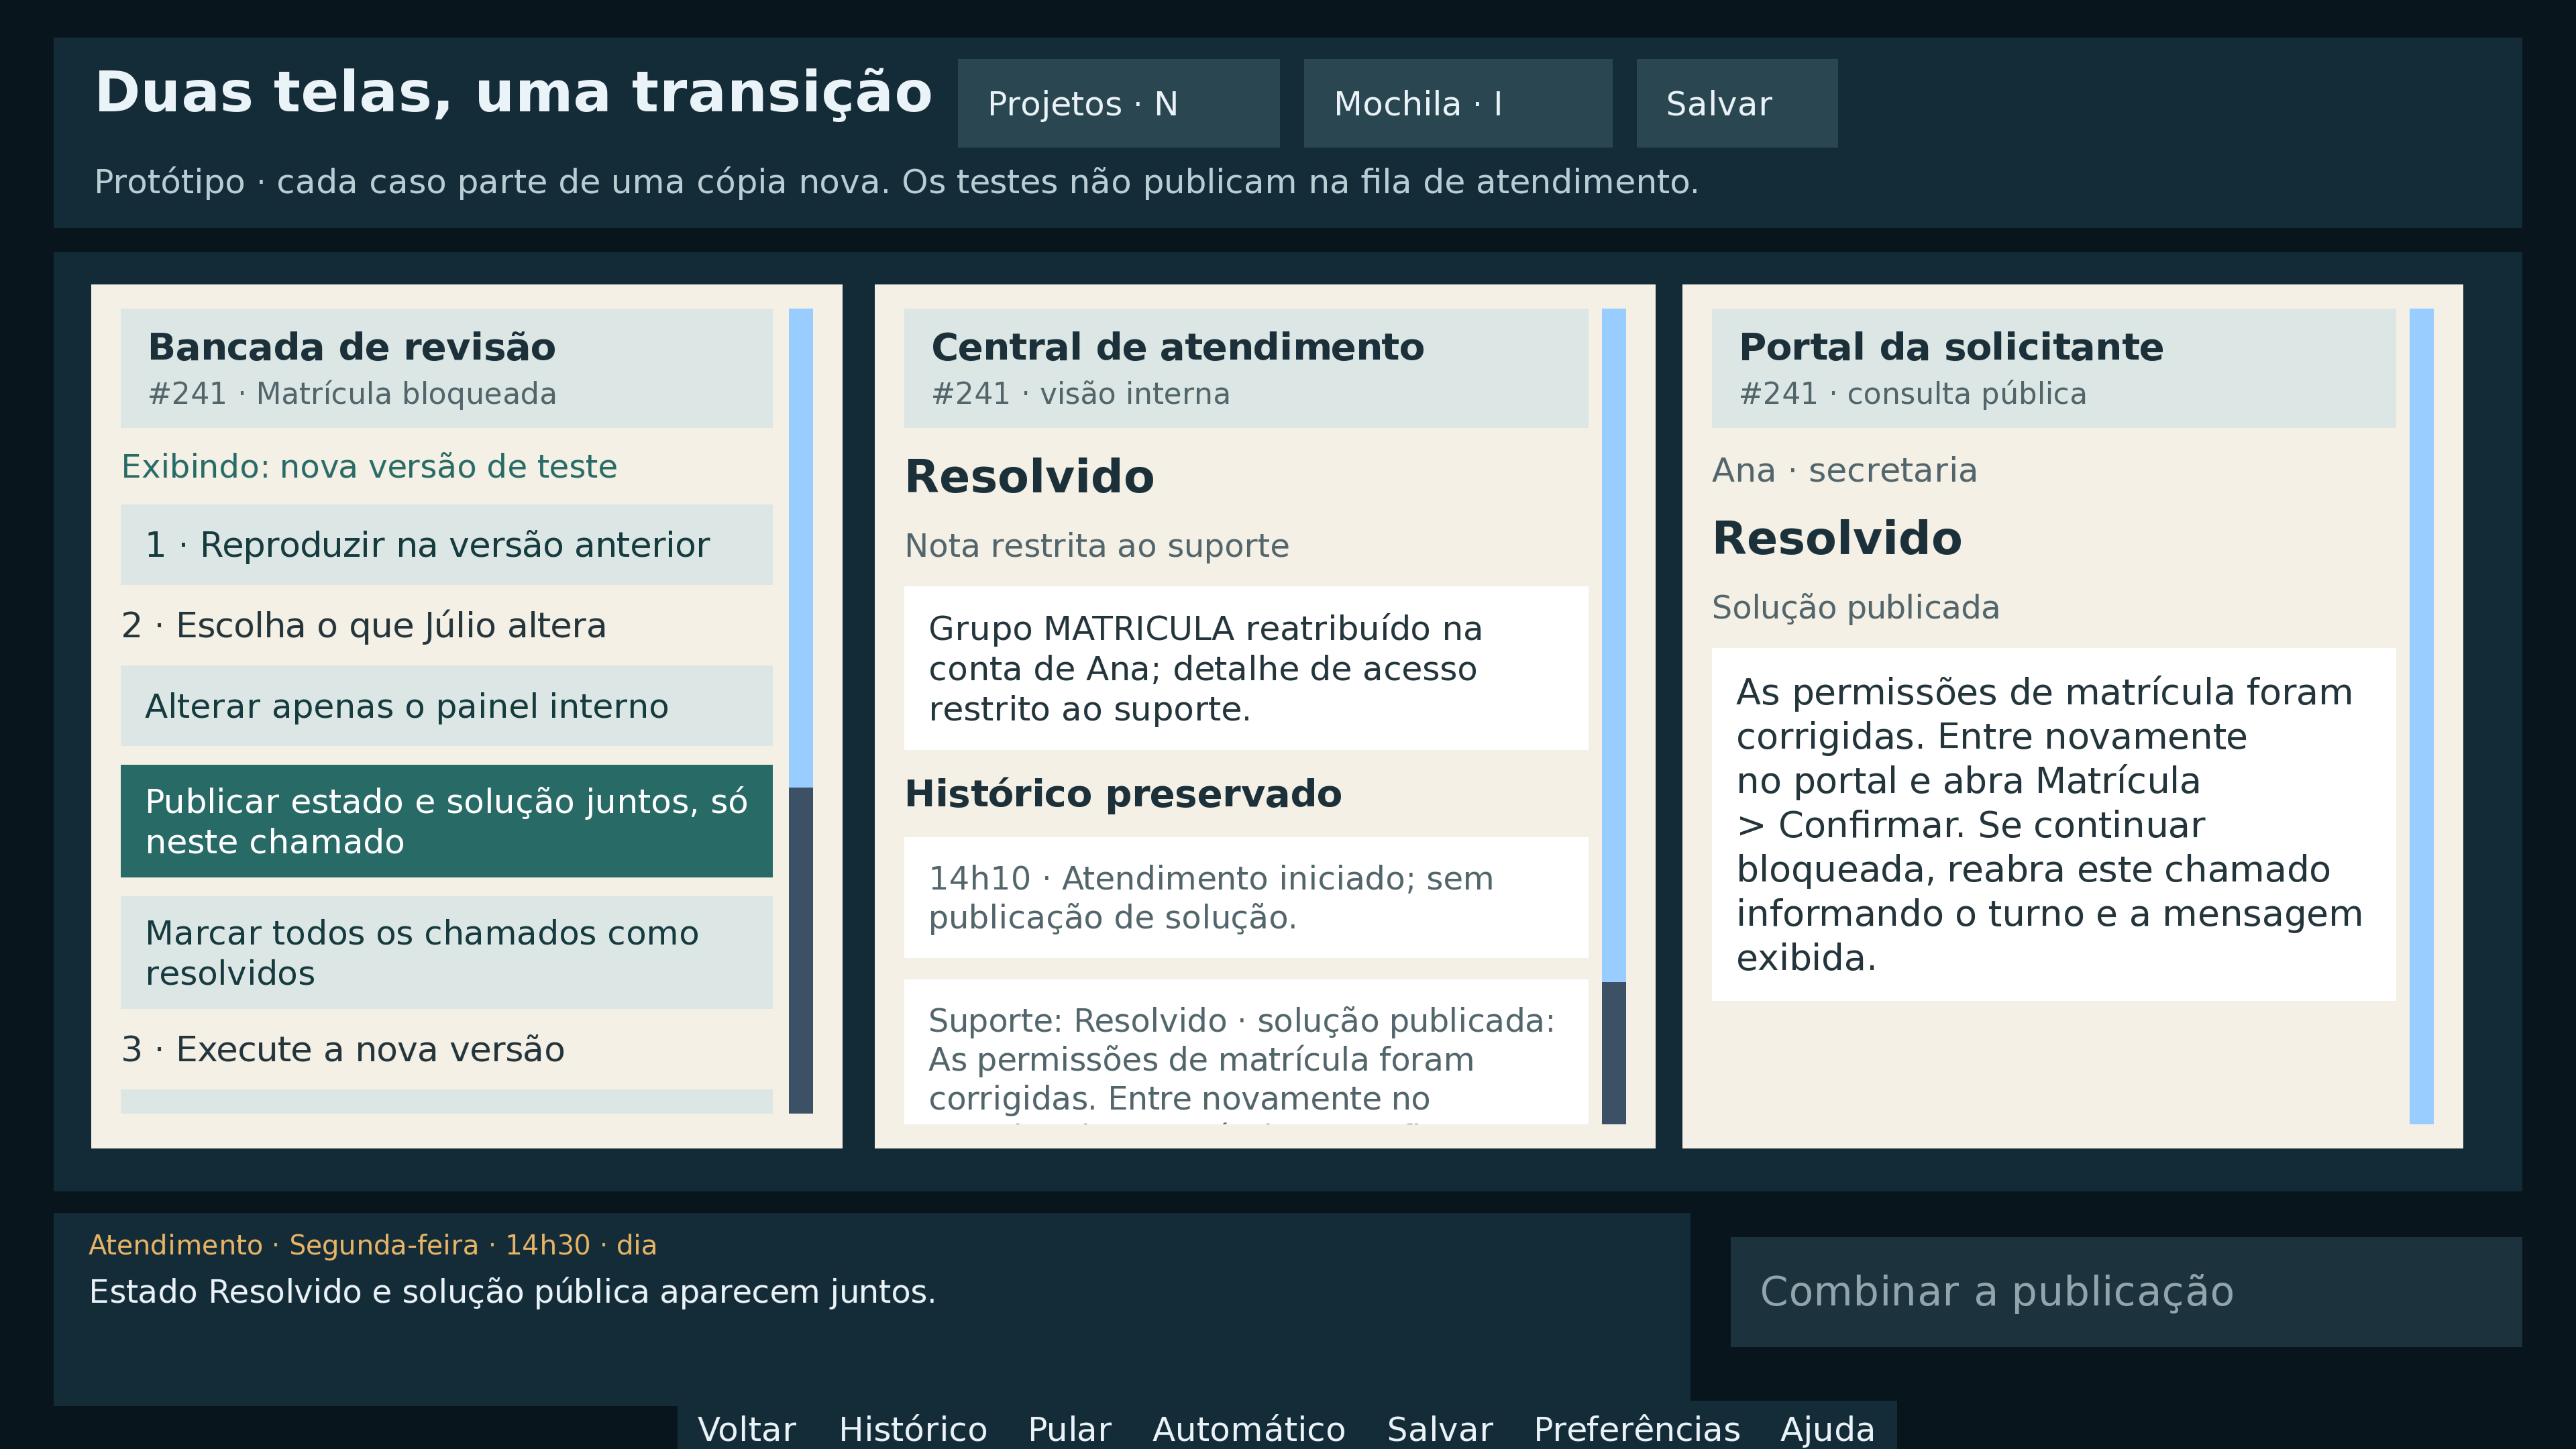 Duas telas, uma transição
Projetos · N
Mochila · I
Salvar
Protótipo · cada caso parte de uma cópia nova. Os testes não publicam na fila de atendimento.
Bancada de revisão
#241 · Matrícula bloqueada
Exibindo: nova versão de teste
1 · Reproduzir na versão anterior
2 · Escolha o que Júlio altera
Alterar apenas o painel interno
Publicar estado e solução juntos, só
neste chamado
Marcar todos os chamados como
resolvidos
3 · Execute a nova versão
Central de atendimento
#241 · visão interna
Resolvido
Nota restrita ao suporte
Grupo MATRICULA reatribuído na
conta de Ana; detalhe de acesso
restrito ao suporte.
Histórico preservado
14h10 · Atendimento iniciado; sem
publicação de solução.
Suporte: Resolvido · solução publicada:
As permissões de matrícula foram
corrigidas. Entre novamente no
Portal da solicitante
#241 · consulta pública
Ana · secretaria
Resolvido
Solução publicada
As permissões de matrícula foram
corrigidas. Entre novamente
no portal e abra Matrícula
> Confirmar. Se continuar
bloqueada, reabra este chamado
informando o turno e a mensagem
exibida.
Atendimento · Segunda-feira · 14h30 · dia
Estado Resolvido e solução pública aparecem juntos.
Combinar a publicação
Voltar
Histórico
Pular
Automático
Salvar
Preferências
Ajuda